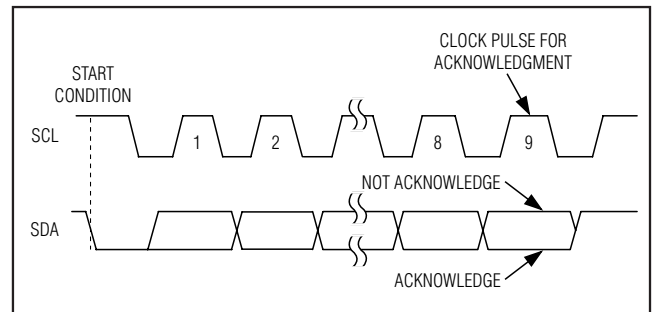 CLOCK PULSE FOR
ACKNOWLEDGMENT
START
CONDITION
SCL
1
2
8
9
NOT ACKNOWLEDGE
SDA
ACKNOWLEDGE